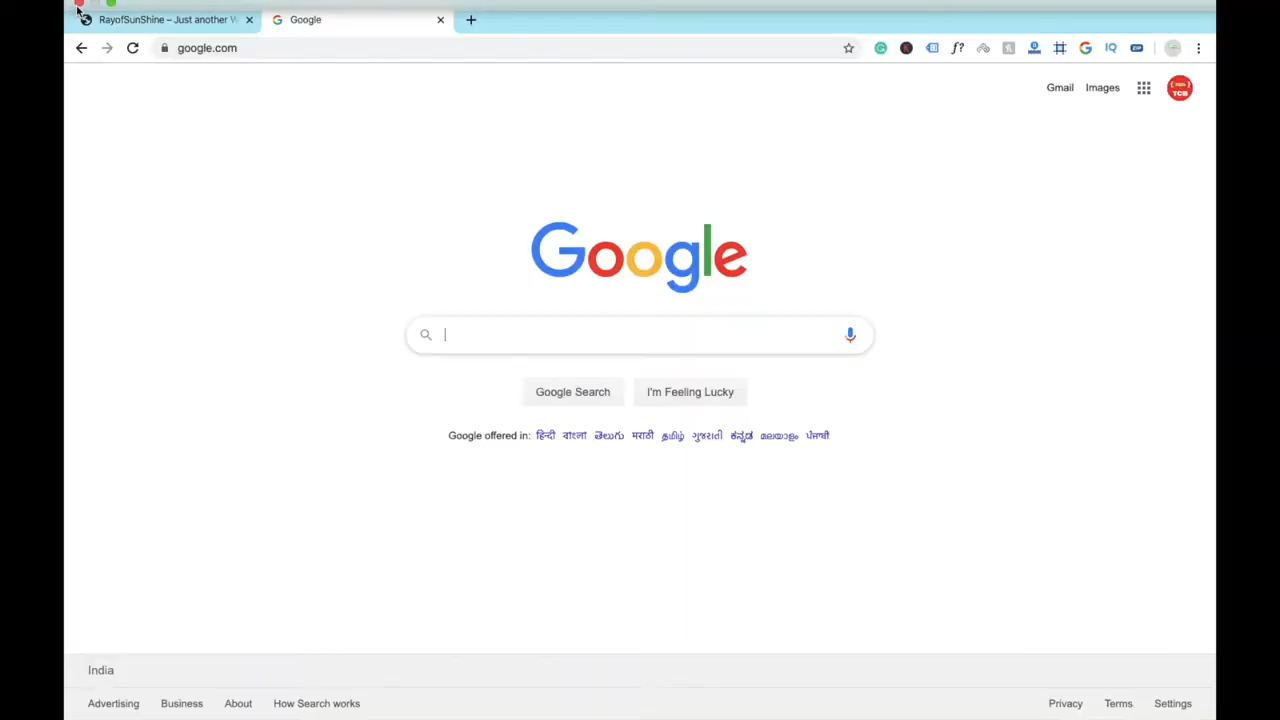 RayofSunShine – Just another W
Google
google.com
Gmail Images
TCB
Google
Google Search
I'm Feeling Lucky
Google offered in: हिन्दी বাংলা తెలుగు मराठी தமிழ் ગુજરાતી ಕನ್ನಡ മലയാളം ਪੰਜਾਬੀ
India
Advertising Business About How Search works
Privacy Terms Settings